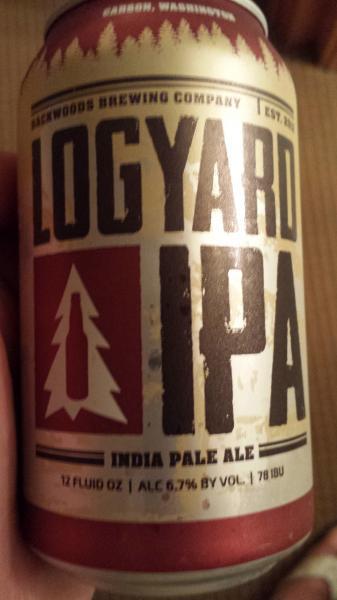 CARSON, WASHINGTON
BACKWOODS BREWING COMPANY | EST.
LOGYARD
IPA
INDIA PALE ALE
12 FLUID OZ | ALC 6.7% BY VOL. | 78 IBU